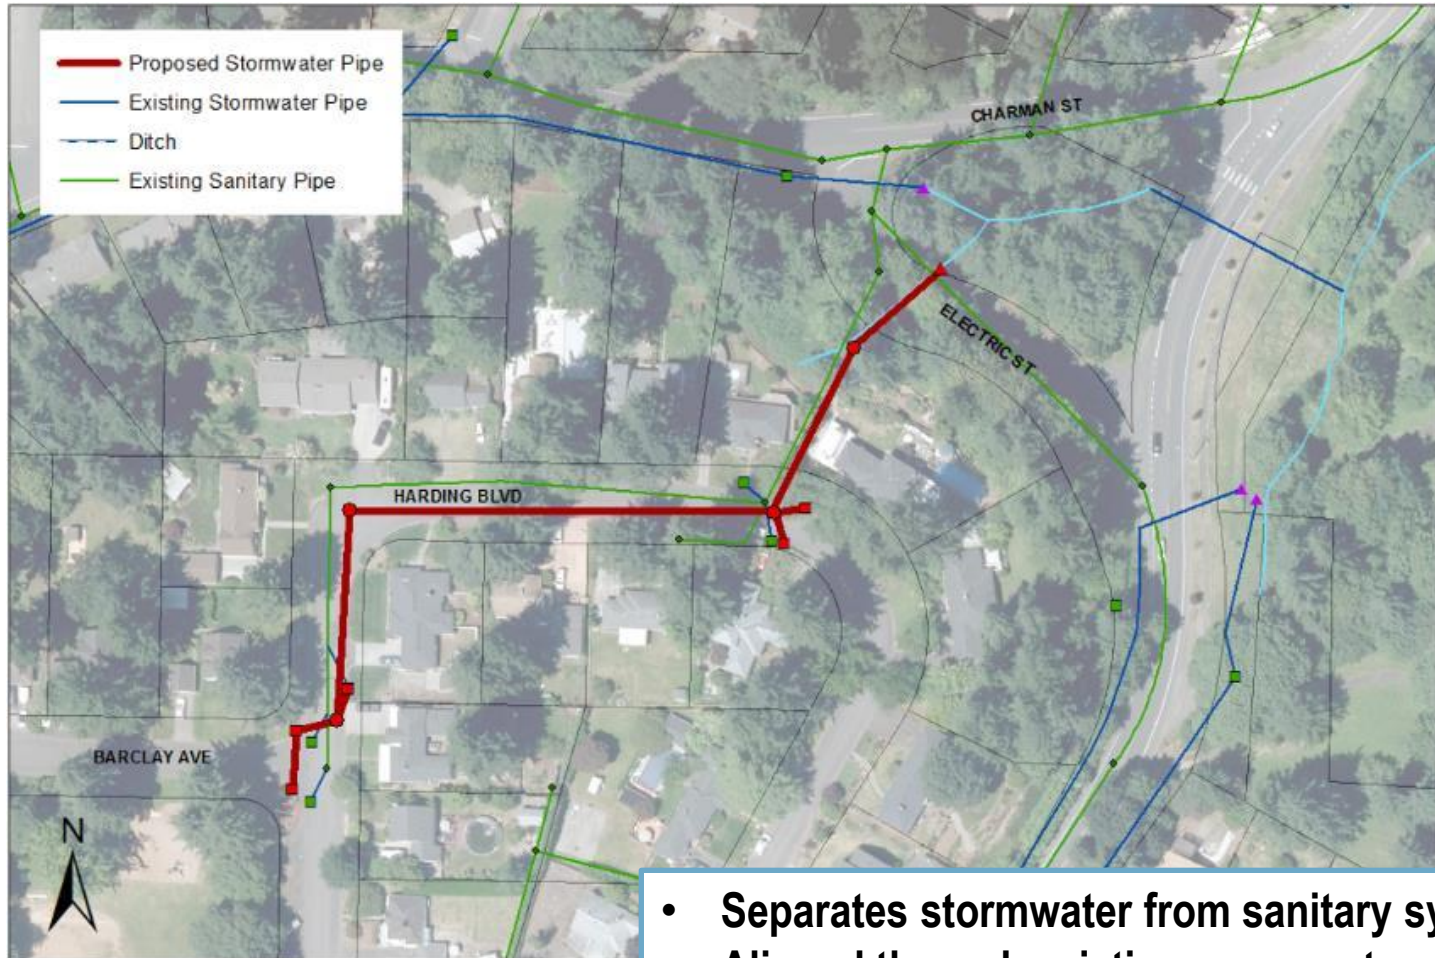 Proposed Stormwater Pipe
Existing Stormwater Pipe
Ditch
Existing Sanitary Pipe
CHARMAN ST
ELECTRIC ST
HARDING BLVD
BARCLAY AVE
N
• Separates stormwater from sanitary